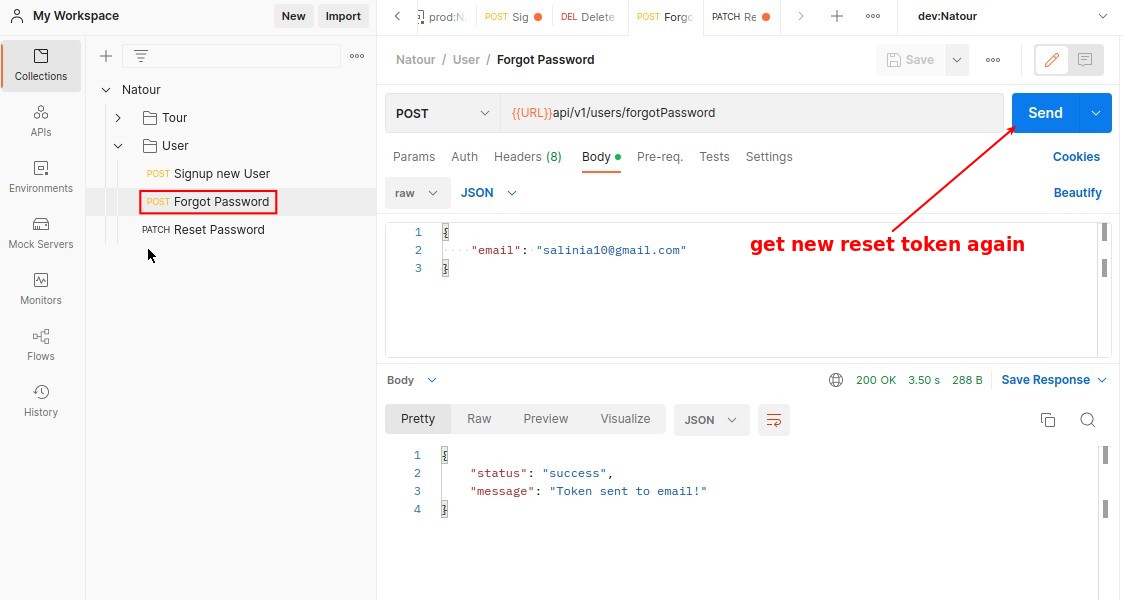 My Workspace
New
Import
prod:N
POST Sig
DEL Delete
POST Forg
PATCH Re
dev:Natour
Collections
APIs
Environments
Mock Servers
Monitors
Flows
History
Natour
Tour
User
POST Signup new User
POST Forgot Password
PATCH Reset Password
Natour / User / Forgot Password
Save
POST
{{URL}}api/v1/users/forgotPassword
Send
Params
Auth
Headers (8)
Body
Pre-req.
Tests
Settings
Cookies
raw
JSON
Beautify
1 {
2 "email": "salinia10@gmail.com"
3 }
get new reset token again
Body
200 OK
3.50 s
288 B
Save Response
Pretty
Raw
Preview
Visualize
JSON
1 {
2 "status": "success",
3 "message": "Token sent to email!"
4 }